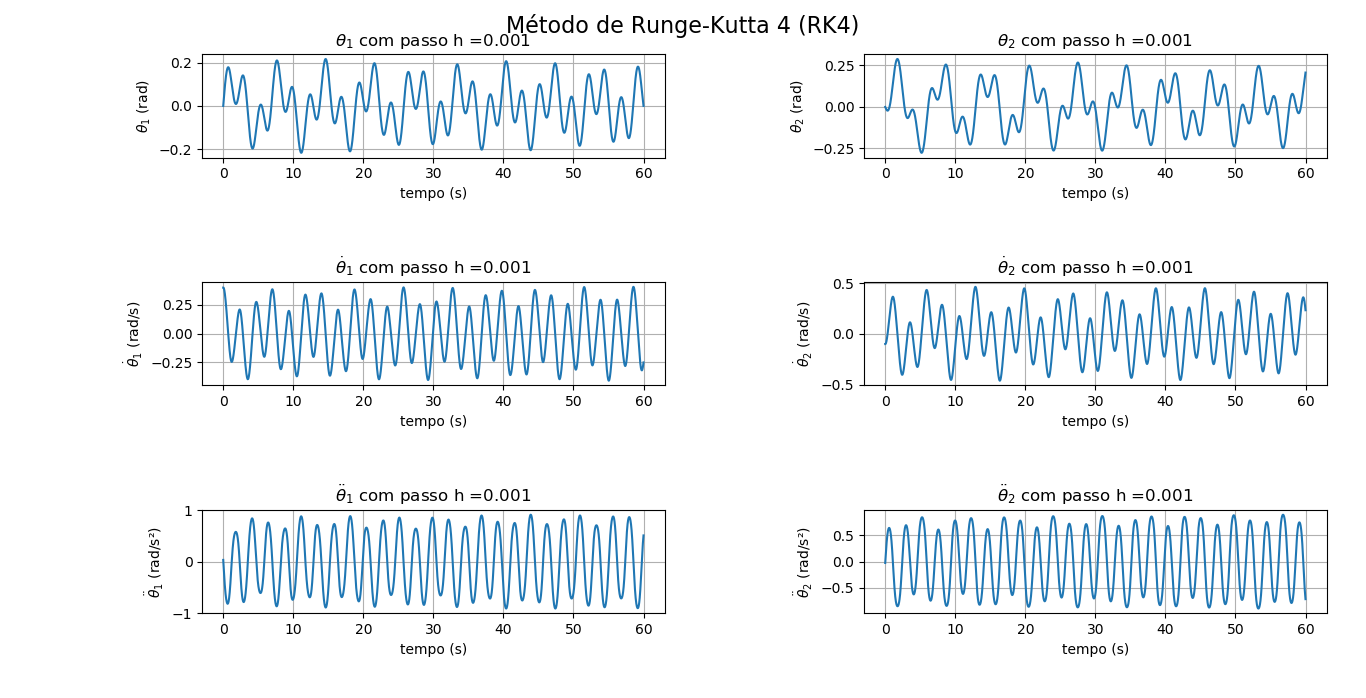 Método de Runge-Kutta 4 (RK4)
θ₁ com passo h =0.001
θ₁ (rad)
0.2
0.0
−0.2
0 10 20 30 40 50 60
tempo (s)
θ₂ com passo h =0.001
θ₂ (rad)
0.25
0.00
−0.25
0 10 20 30 40 50 60
tempo (s)
θ̇₁ com passo h =0.001
θ̇₁ (rad/s)
0.25
0.00
−0.25
0 10 20 30 40 50 60
tempo (s)
θ̇₂ com passo h =0.001
θ̇₂ (rad/s)
0.5
0.0
−0.5
0 10 20 30 40 50 60
tempo (s)
θ̈₁ com passo h =0.001
θ̈₁ (rad/s²)
1
0
−1
0 10 20 30 40 50 60
tempo (s)
θ̈₂ com passo h =0.001
θ̈₂ (rad/s²)
0.5
0.0
−0.5
0 10 20 30 40 50 60
tempo (s)